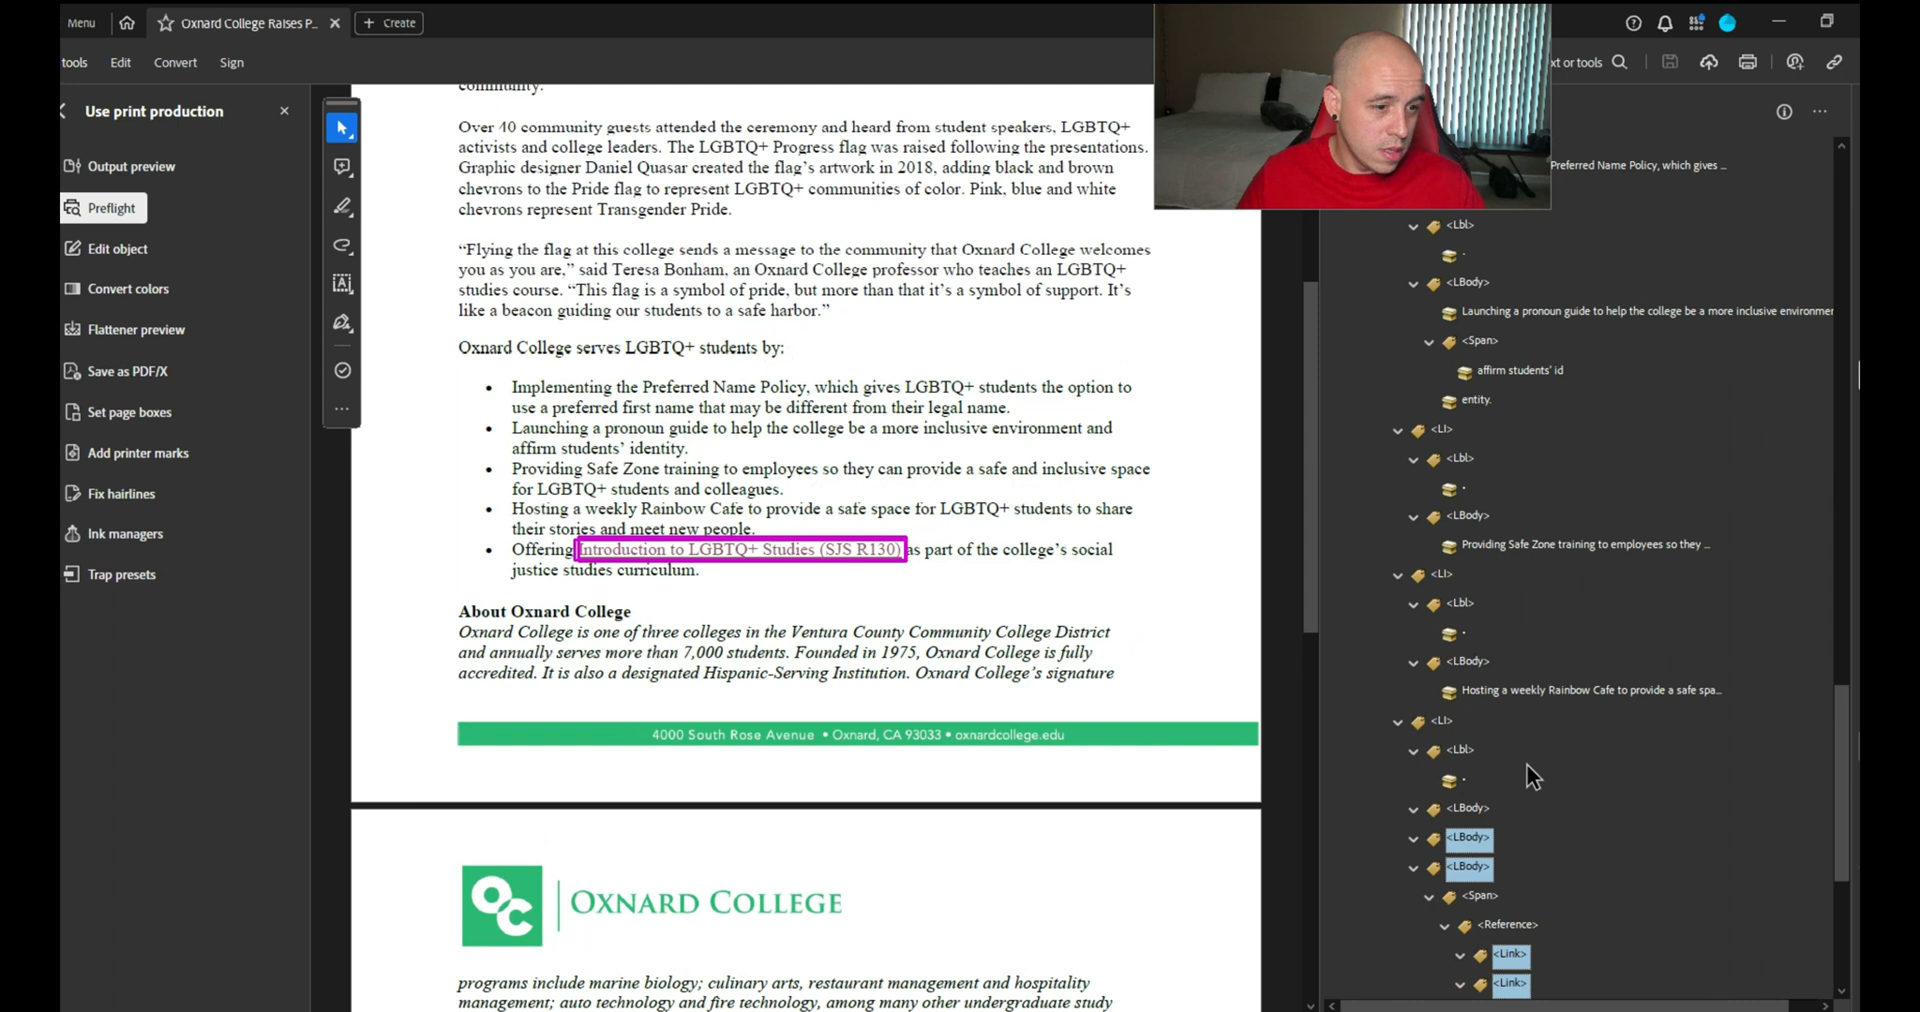 Menu
Oxnard College Raises P...
Create
tools
Edit
Convert
Sign
xt or tools
Use print production
Output preview
Preflight
Edit object
Convert colors
Flattener preview
Save as PDF/X
Set page boxes
Add printer marks
Fix hairlines
Ink managers
Trap presets
community.
Over 40 community guests attended the ceremony and heard from student speakers, LGBTQ+
activists and college leaders. The LGBTQ+ Progress flag was raised following the presentations.
Graphic designer Daniel Quasar created the flag's artwork in 2018, adding black and brown
chevrons to the Pride flag to represent LGBTQ+ communities of color. Pink, blue and white
chevrons represent Transgender Pride.
“Flying the flag at this college sends a message to the community that Oxnard College welcomes
you as you are,” said Teresa Bonham, an Oxnard College professor who teaches an LGBTQ+
studies course. “This flag is a symbol of pride, but more than that it’s a symbol of support. It’s
like a beacon guiding our students to a safe harbor.”
Oxnard College serves LGBTQ+ students by:
• Implementing the Preferred Name Policy, which gives LGBTQ+ students the option to
use a preferred first name that may be different from their legal name.
• Launching a pronoun guide to help the college be a more inclusive environment and
affirm students’ identity.
• Providing Safe Zone training to employees so they can provide a safe and inclusive space
for LGBTQ+ students and colleagues.
• Hosting a weekly Rainbow Cafe to provide a safe space for LGBTQ+ students to share
their stories and meet new people.
• Offering Introduction to LGBTQ+ Studies (SJS R130) as part of the college’s social
justice studies curriculum.
About Oxnard College
Oxnard College is one of three colleges in the Ventura County Community College District
and annually serves more than 7,000 students. Founded in 1975, Oxnard College is fully
accredited. It is also a designated Hispanic-Serving Institution. Oxnard College’s signature
4000 South Rose Avenue • Oxnard, CA 93033 • oxnardcollege.edu
OC OXNARD COLLEGE
programs include marine biology; culinary arts, restaurant management and hospitality
management; auto technology and fire technology, among many other undergraduate study
Preferred Name Policy, which gives ...
<Lbl>
·
<LBody>
Launching a pronoun guide to help the college be a more inclusive environmer
<Span>
affirm students' id
entity.
<LI>
<Lbl>
·
<LBody>
Providing Safe Zone training to employees so they ...
<LI>
<Lbl>
·
<LBody>
Hosting a weekly Rainbow Cafe to provide a safe spa...
<LI>
<Lbl>
·
<LBody>
<LBody>
<LBody>
<Span>
<Reference>
<Link>
<Link>